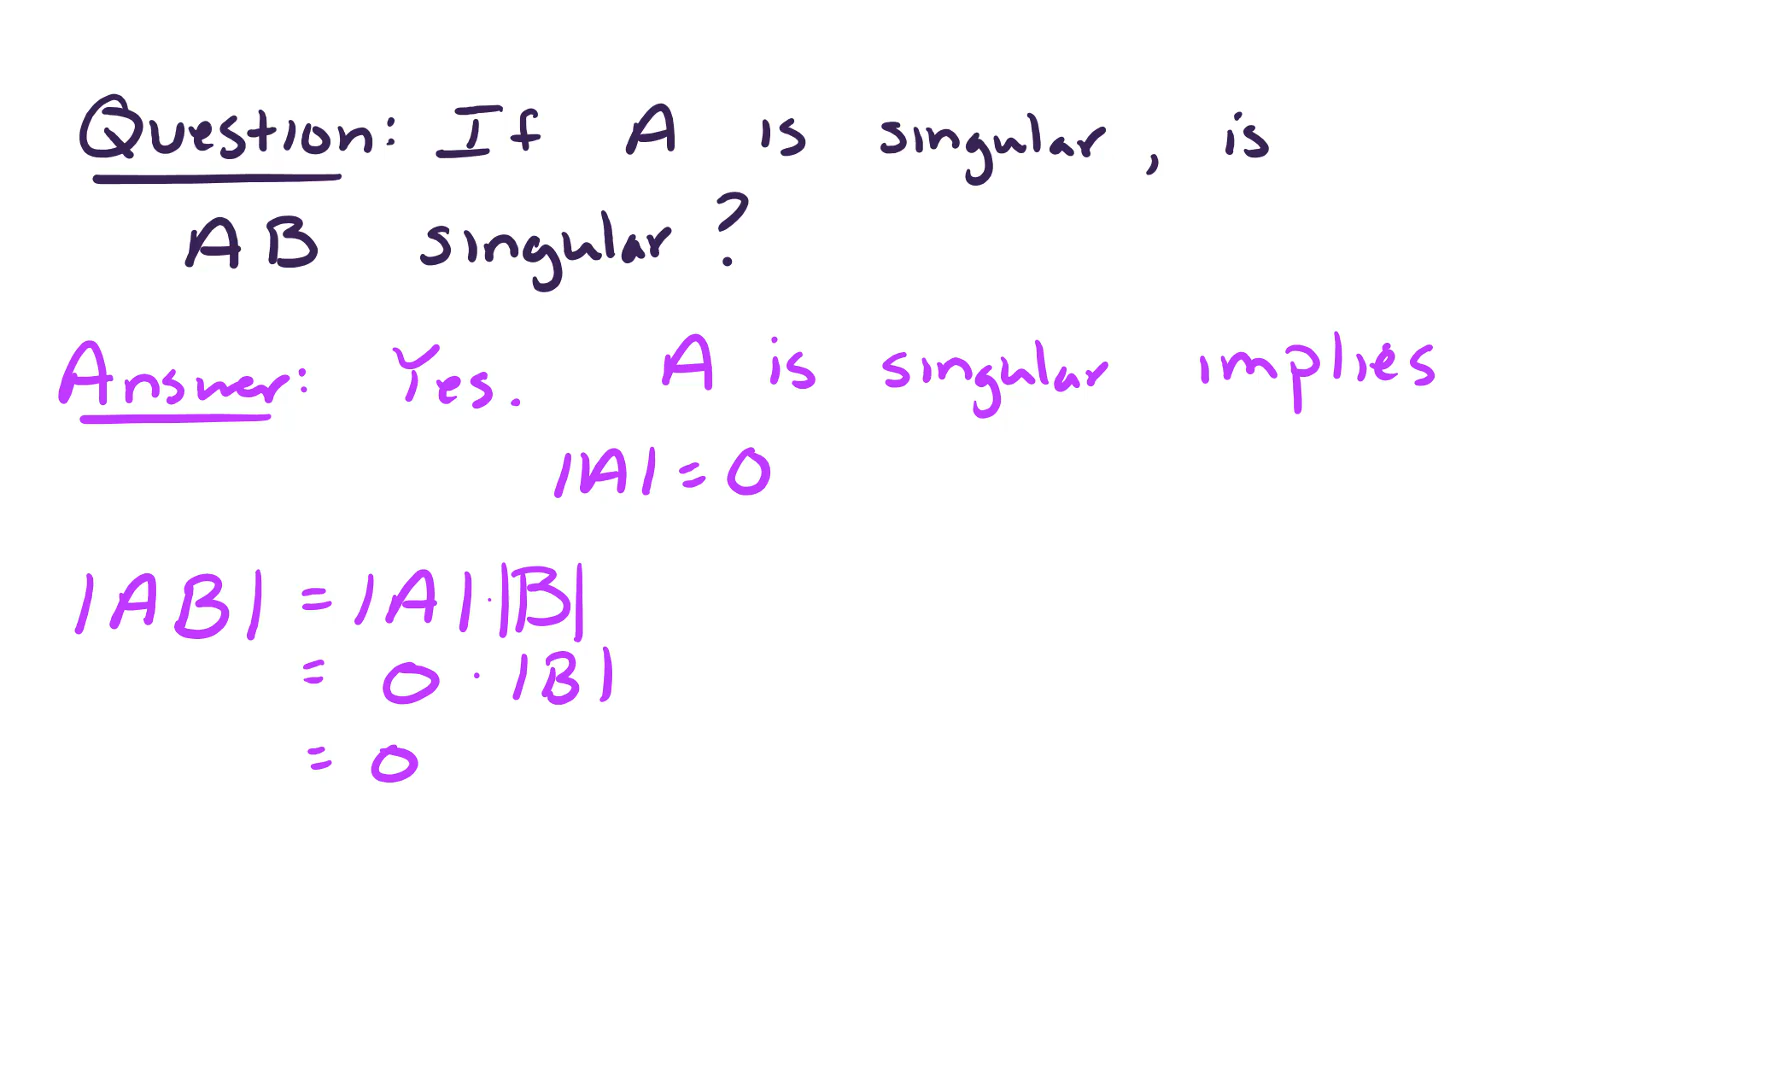 Question: If A is singular, is
AB singular?
Answer: Yes. A is singular implies
|A| = 0
|AB| = |A| · |B|
= 0 · |B|
= 0